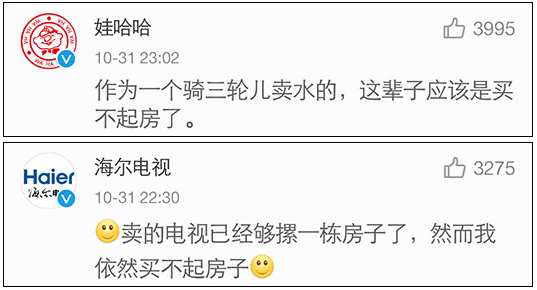 娃哈哈
3995
10-31 23:02
作为一个骑三轮儿卖水的，这辈子应该是买
不起房了。
Haier
海尔电视
3275
10-31 22:30
卖的电视已经够摞一栋房子了，然而我
依然买不起房子